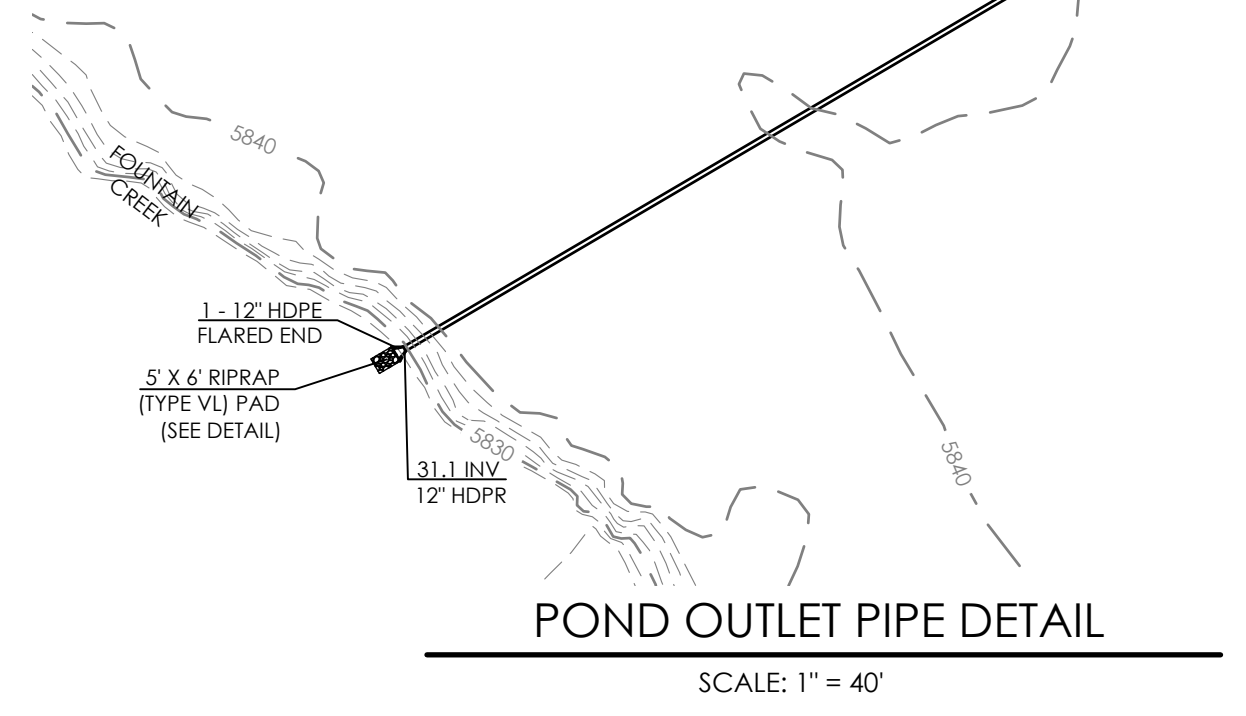 5840
FOUNTAIN
CREEK
1 - 12" HDPE
FLARED END
5' X 6' RIPRAP
(TYPE VL) PAD
(SEE DETAIL)
5830
31.1 INV
12" HDPR
5840
POND OUTLET PIPE DETAIL
SCALE: 1" = 40'